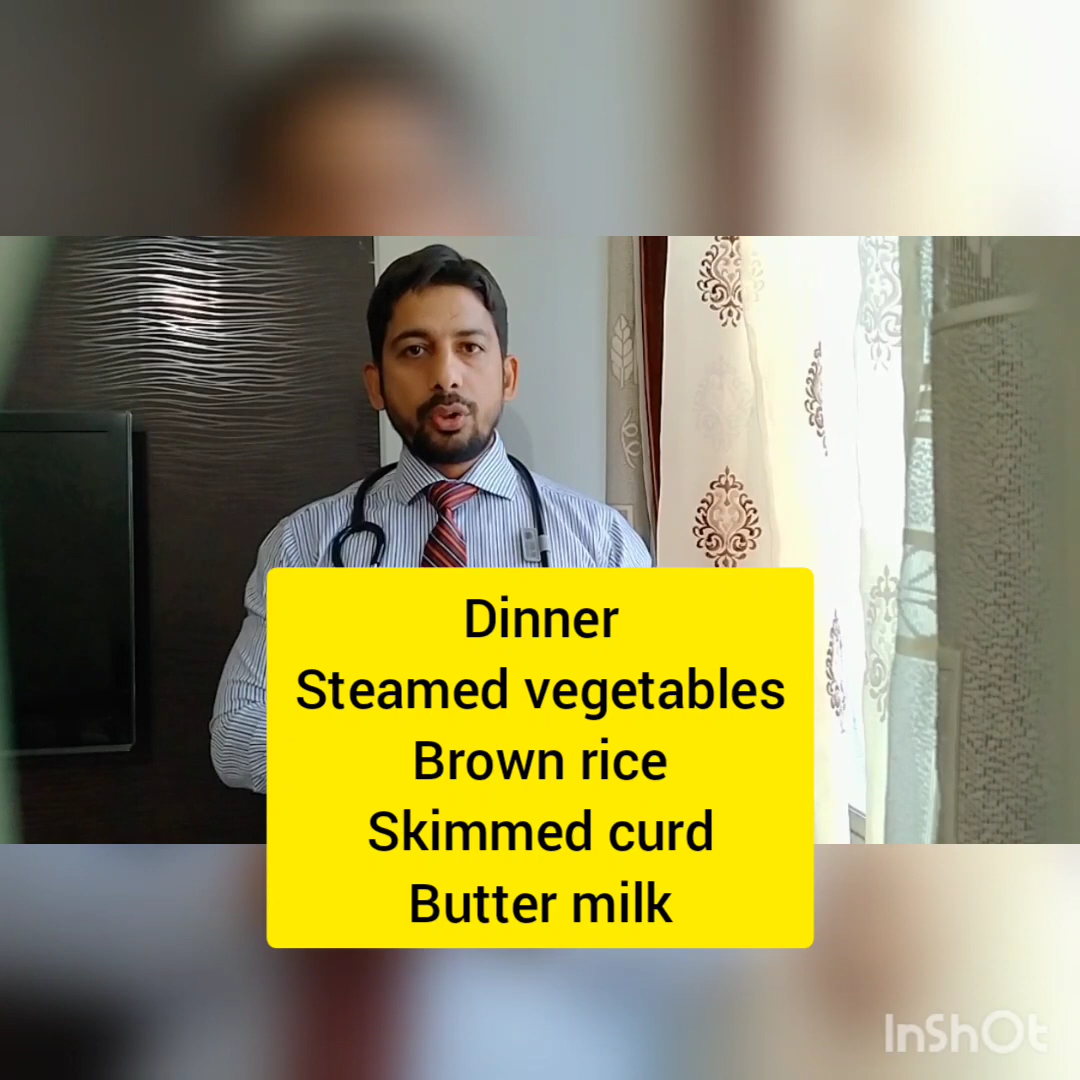 Dinner
Steamed vegetables
Brown rice
Skimmed curd
Butter milk
InShOt